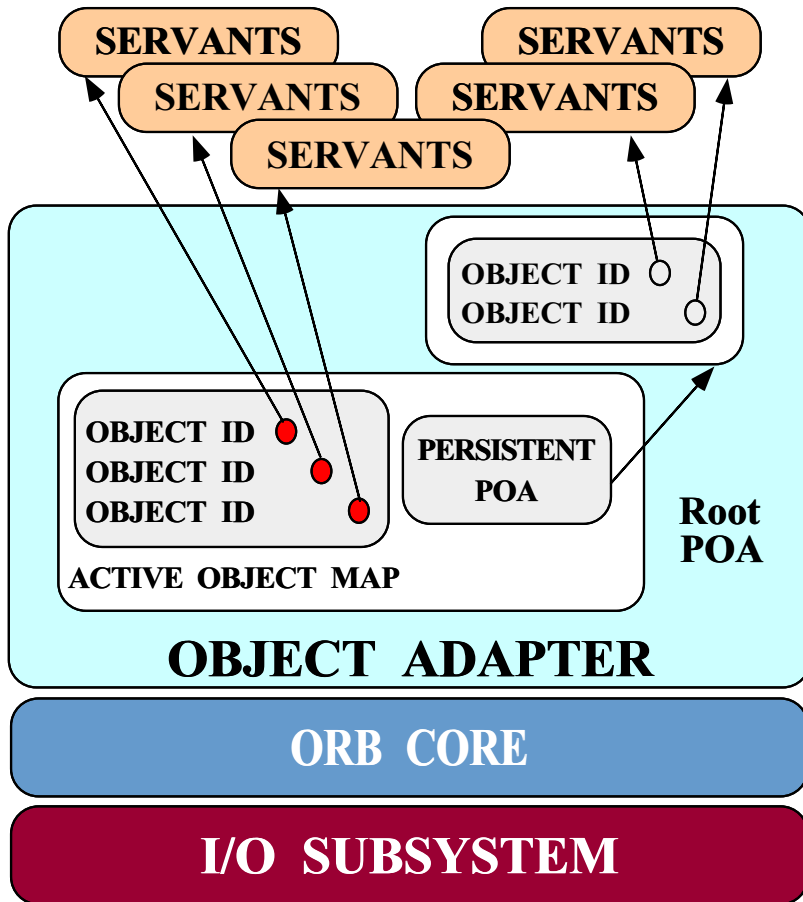 SERVANTS
SERVANTS
SERVANTS
SERVANTS
SERVANTS
OBJECT ID
OBJECT ID
OBJECT ID
OBJECT ID
OBJECT ID
ACTIVE OBJECT MAP
PERSISTENT
POA
Root
POA
OBJECT ADAPTER
ORB CORE
I/O SUBSYSTEM